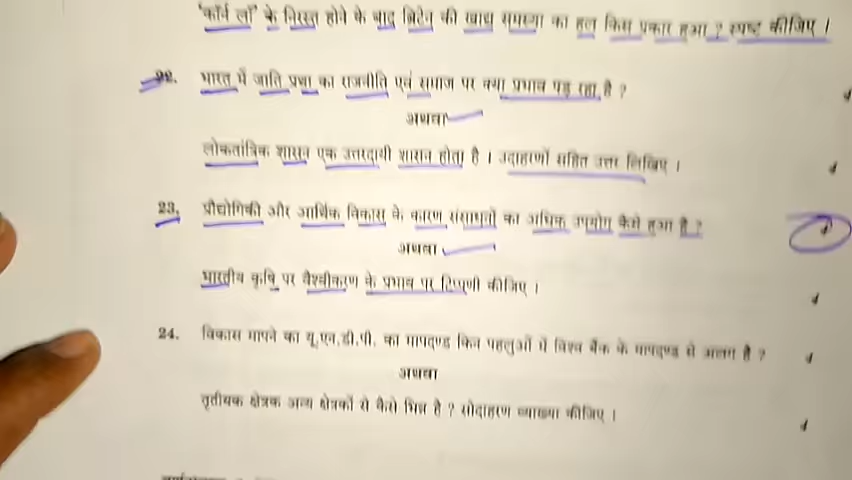 'कॉर्न लॉ' के निरस्त होने के बाद ब्रिटेन की खाद्य समस्या का हल किस प्रकार हुआ ? स्पष्ट कीजिए ।
22. भारत में जाति प्रथा का राजनीति एवं समाज पर क्या प्रभाव पड़ रहा है ?
अथवा
लोकतांत्रिक शासन एक उत्तरदायी शासन होता है । उदाहरणों सहित उत्तर लिखिए ।
23. प्रौद्योगिकी और आर्थिक विकास के कारण संसाधनों का अधिक उपयोग कैसे हुआ है ?
अथवा
भारतीय कृषि पर वैश्वीकरण के प्रभाव पर टिप्पणी कीजिए ।
24. विकास मापने का यू.एन.डी.पी. का मापदण्ड किन पहलुओं में विश्व बैंक के मापदण्ड से अलग है ?
अथवा
तृतीयक क्षेत्रक अन्य क्षेत्रकों से कैसे भिन्न है ? सोदाहरण व्याख्या कीजिए ।